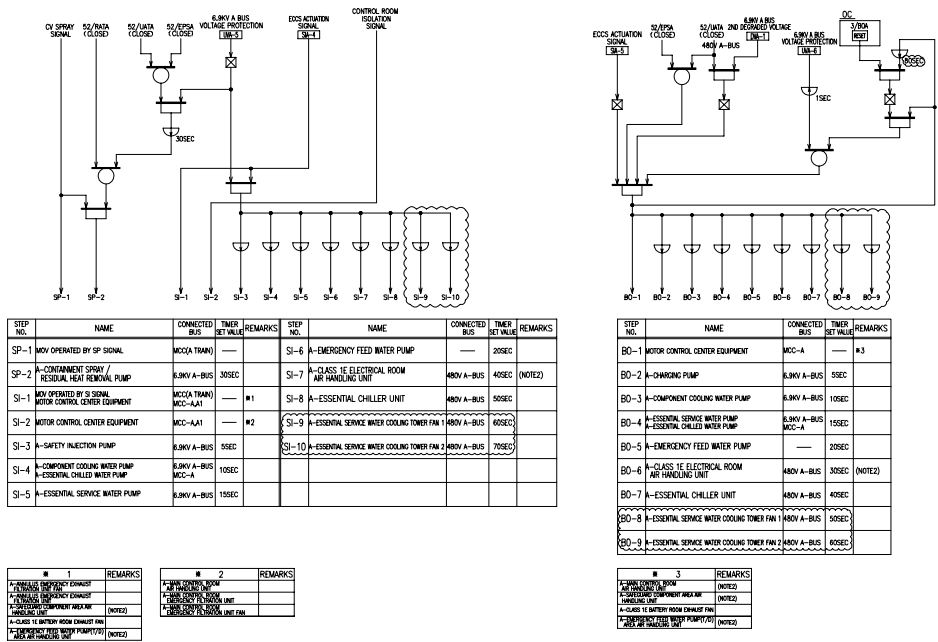 CV SPRAY
SIGNAL
52/RATA
(CLOSE)
52/UATA
(CLOSE)
52/EPSA
(CLOSE)
6.9KV A BUS
VOLTAGE PROTECTION
UVA-5
ECCS ACTUATION
SIGNAL
SIA-4
CONTROL ROOM
ISOLATION
SIGNAL
30SEC
SP-1 SP-2 SI-1 SI-2 SI-3 SI-4 SI-5 SI-6 SI-7 SI-8 SI-9 SI-10
ECCS ACTUATION
SIGNAL
SIA-5
52/EPSA
(CLOSE)
52/UATA
(CLOSE)
480V A-BUS
6.9KV A BUS
2ND DEGRADED VOLTAGE
UVA-1
6.9KV A BUS
VOLTAGE PROTECTION
UVA-6
OC
3/BOA
RESET
80SEC
1SEC
BO-1 BO-2 BO-3 BO-4 BO-5 BO-6 BO-7 BO-8 BO-9
STEP NO. NAME CONNECTED BUS TIMER SET VALUE REMARKS
SP-1 MOV OPERATED BY SP SIGNAL MCC(A TRAIN) —
SP-2 A-CONTAINMENT SPRAY / RESIDUAL HEAT REMOVAL PUMP 6.9KV A-BUS 30SEC
SI-1 MOV OPERATED BY SI SIGNAL MOTOR CONTROL CENTER EQUIPMENT MCC(A TRAIN) MCC-A,A1 — ※1
SI-2 MOTOR CONTROL CENTER EQUIPMENT MCC-A,A1 — ※2
SI-3 A-SAFETY INJECTION PUMP 6.9KV A-BUS 5SEC
SI-4 A-COMPONENT COOLING WATER PUMP A-ESSENTIAL CHILLED WATER PUMP 6.9KV A-BUS MCC-A 10SEC
SI-5 A-ESSENTIAL SERVICE WATER PUMP 6.9KV A-BUS 15SEC
STEP NO. NAME CONNECTED BUS TIMER SET VALUE REMARKS
SI-6 A-EMERGENCY FEED WATER PUMP — 20SEC
SI-7 A-CLASS 1E ELECTRICAL ROOM AIR HANDLING UNIT 480V A-BUS 40SEC (NOTE2)
SI-8 A-ESSENTIAL CHILLER UNIT 480V A-BUS 50SEC
SI-9 A-ESSENTIAL SERVICE WATER COOLING TOWER FAN 1 480V A-BUS 60SEC
SI-10 A-ESSENTIAL SERVICE WATER COOLING TOWER FAN 2 480V A-BUS 70SEC
STEP NO. NAME CONNECTED BUS TIMER SET VALUE REMARKS
BO-1 MOTOR CONTROL CENTER EQUIPMENT MCC-A — ※3
BO-2 A-CHARGING PUMP 6.9KV A-BUS 5SEC
BO-3 A-COMPONENT COOLING WATER PUMP 6.9KV A-BUS 10SEC
BO-4 A-ESSENTIAL SERVICE WATER PUMP A-ESSENTIAL CHILLED WATER PUMP 6.9KV A-BUS MCC-A 15SEC
BO-5 A-EMERGENCY FEED WATER PUMP — 20SEC
BO-6 A-CLASS 1E ELECTRICAL ROOM AIR HANDLING UNIT 480V A-BUS 30SEC (NOTE2)
BO-7 A-ESSENTIAL CHILLER UNIT 480V A-BUS 40SEC
BO-8 A-ESSENTIAL SERVICE WATER COOLING TOWER FAN 1 480V A-BUS 50SEC
BO-9 A-ESSENTIAL SERVICE WATER COOLING TOWER FAN 2 480V A-BUS 60SEC
※ 1 REMARKS
A-ANNULUS EMERGENCY EXHAUST
FILTRATION UNIT FAN
A-ANNULUS EMERGENCY EXHAUST
FILTRATION UNIT
A-SAFEGUARD COMPONENT AREA AIR
HANDLING UNIT (NOTE2)
A-CLASS 1E BATTERY ROOM EXHAUST FAN
A-EMERGENCY FEED WATER PUMP(T/D)
AREA AIR HANDLING UNIT (NOTE2)
※ 2 REMARKS
A-MAIN CONTROL ROOM
AIR HANDLING UNIT
A-MAIN CONTROL ROOM
EMERGENCY FILTRATION UNIT
A-MAIN CONTROL ROOM
EMERGENCY FILTRATION UNIT FAN
※ 3 REMARKS
A-MAIN CONTROL ROOM
AIR HANDLING UNIT (NOTE2)
A-SAFEGUARD COMPONENT AREA AIR
HANDLING UNIT (NOTE2)
A-CLASS 1E BATTERY ROOM EXHAUST FAN
A-EMERGENCY FEED WATER PUMP(T/D)
AREA AIR HANDLING UNIT (NOTE2)